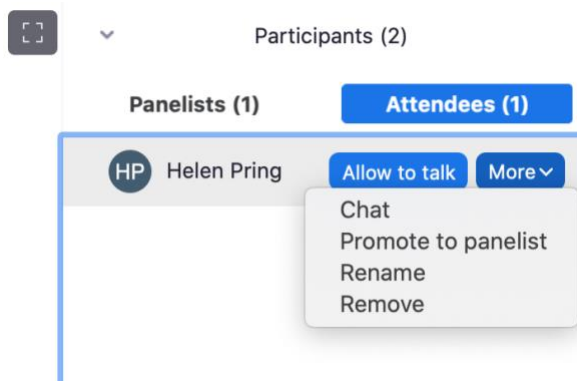 Participants (2)
Panelists (1) Attendees (1)
HP Helen Pring Allow to talk More
Chat
Promote to panelist
Rename
Remove